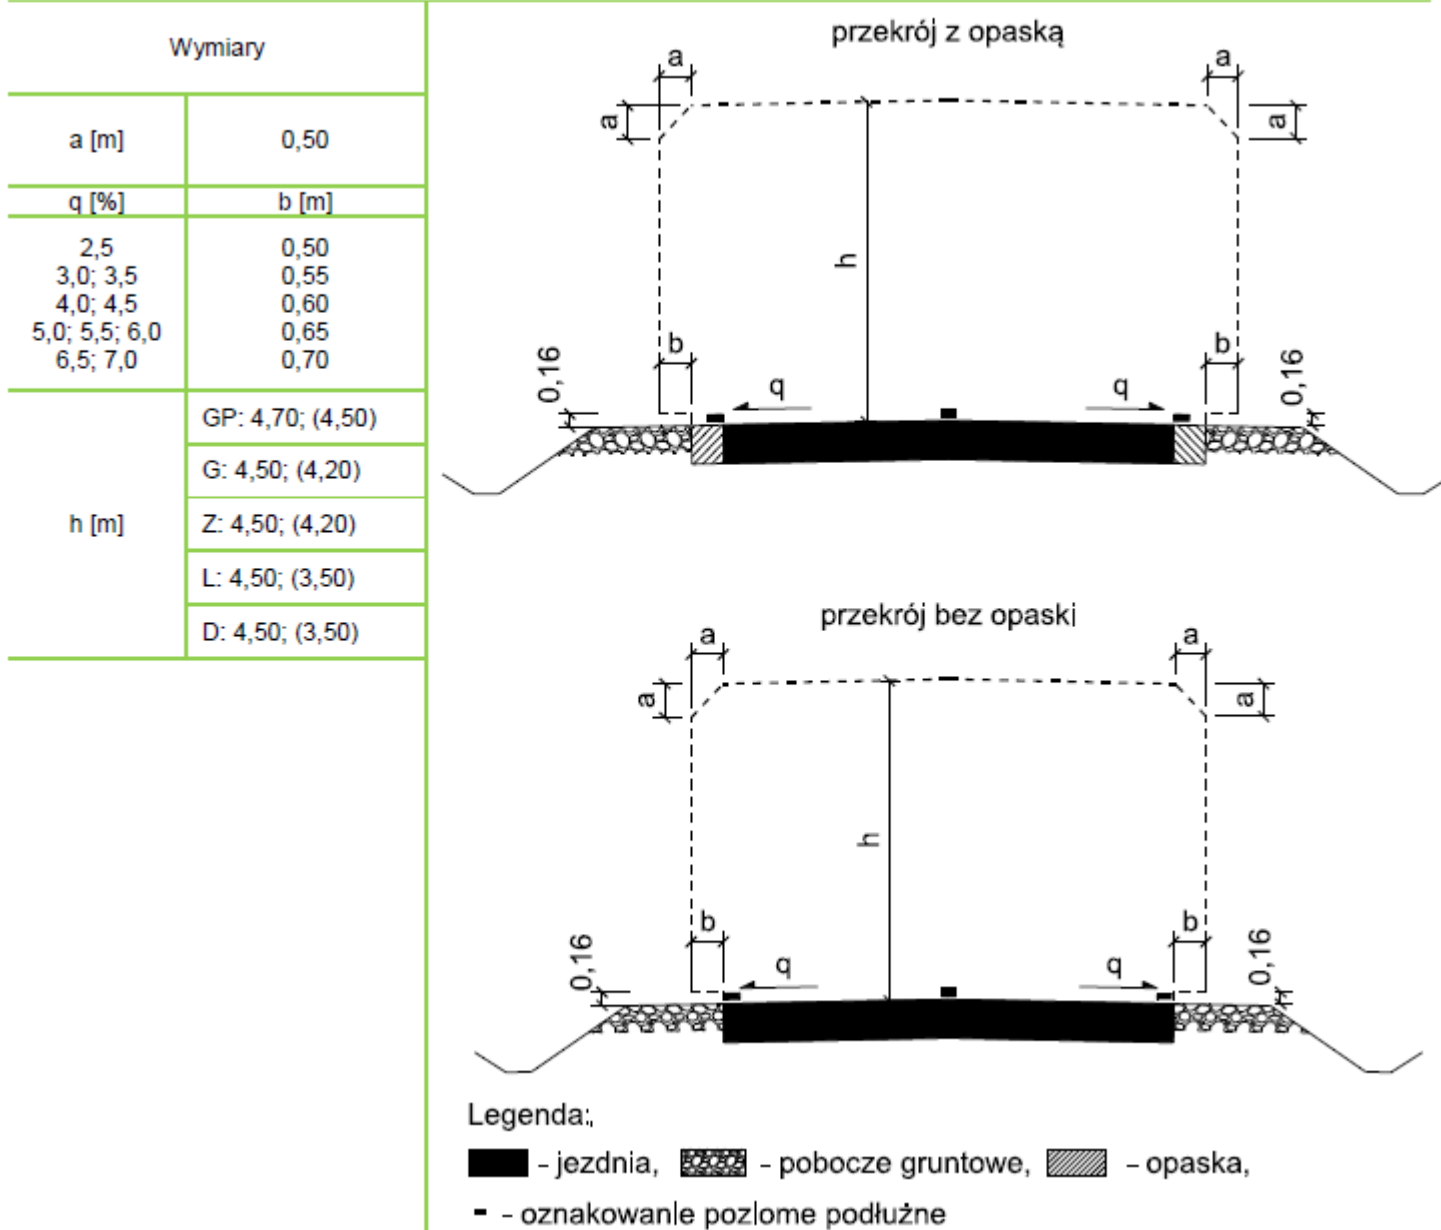 Wymiary
a [m] 0,50
q [%] b [m]
2,5 0,50
3,0; 3,5 0,55
4,0; 4,5 0,60
5,0; 5,5; 6,0 0,65
6,5; 7,0 0,70
h [m]
GP: 4,70; (4,50)
G: 4,50; (4,20)
Z: 4,50; (4,20)
L: 4,50; (3,50)
D: 4,50; (3,50)
przekrój z opaską
a
a
a
a
h
b
b
0,16
0,16
q
q
przekrój bez opaski
a
a
a
a
h
b
b
0,16
0,16
q
q
Legenda:,
- jezdnia, - pobocze gruntowe, - opaska,
- oznakowanie poziome podłużne